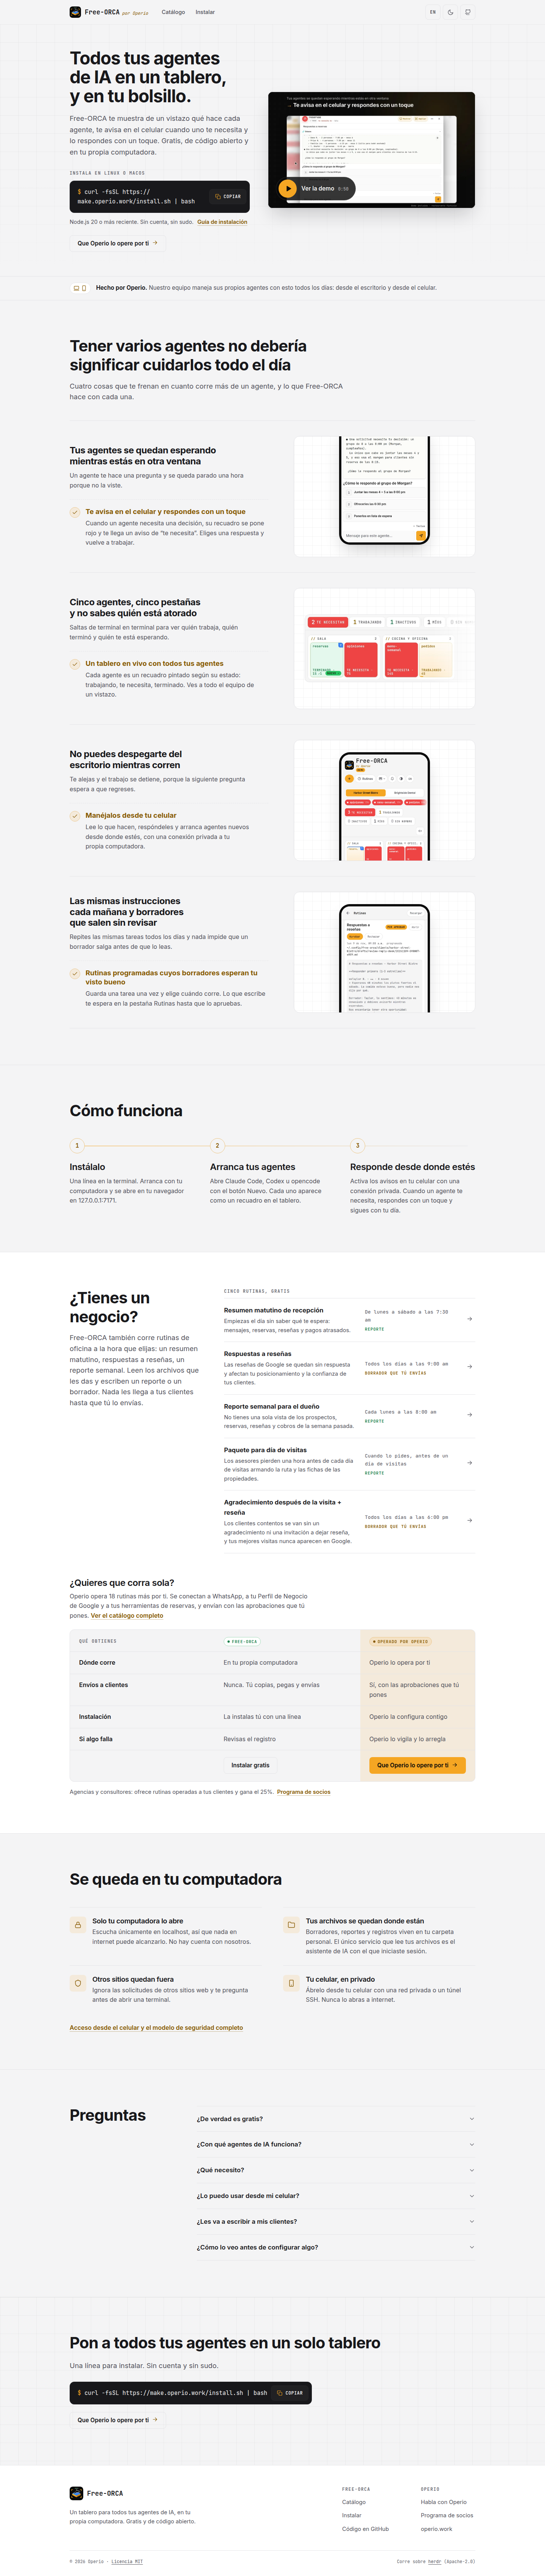 Free-ORCA por Operio
Catálogo
Instalar
EN
Todos tus agentes
de IA en un tablero,
y en tu bolsillo.
Free-ORCA te muestra de un vistazo qué hace cada
agente, te avisa en el celular cuando uno te necesita y
lo respondes con un toque. Gratis, de código abierto y
en tu propia computadora.
INSTALA EN LINUX O MACOS
$ curl -fsSL https://
make.operio.work/install.sh | bash
COPIAR
Node.js 20 o más reciente. Sin cuenta, sin sudo. Guía de instalación
Que Operio lo opere por ti →
Te avisa en el celular y respondes con un toque
Ver la demo
Hecho por Operio. Nuestro equipo maneja sus propios agentes con esto todos los días: desde el escritorio y desde el celular.
Tener varios agentes no debería
significar cuidarlos todo el día
Cuatro cosas que te frenan en cuanto corre más de un agente, y lo que Free-ORCA
hace con cada una.
Tus agentes se quedan esperando
mientras estás en otra ventana
Un agente te hace una pregunta y se queda parado una hora
porque no la viste.
Te avisa en el celular y respondes con un toque
Cuando un agente necesita una decisión, su recuadro se pone
rojo y te llega un aviso de "te necesita". Eliges una respuesta y
vuelve a trabajar.
¿Cómo le respondo al grupo de Morgan?
Mensaje para este agente...
Cinco agentes, cinco pestañas
y no sabes quién está atorado
Saltas de terminal en terminal para ver quién trabaja, quién
terminó y quién te está esperando.
Un tablero en vivo con todos tus agentes
Cada agente es un recuadro pintado según su estado:
trabajando, te necesita, terminado. Ves a todo el equipo de
un vistazo.
2 TE NECESITAN
1 TRABAJANDO
1 INACTIVOS
// SALA
// COCINA Y OFICINA
No puedes despegarte del
escritorio mientras corren
Te alejas y el trabajo se detiene, porque la siguiente pregunta
espera a que regreses.
Manéjalos desde tu celular
Lee lo que hacen, respóndeles y arranca agentes nuevos
desde donde estés, con una conexión privada a tu
propia computadora.
Free-ORCA
Las mismas instrucciones
cada mañana y borradores
que salen sin revisar
Repites las mismas tareas todos los días y nada impide que un
borrador salga antes de que lo leas.
Rutinas programadas cuyos borradores esperan tu
visto bueno
Guarda una tarea una vez y elige cuándo corre. Lo que escribe
te espera en la pestaña Rutinas hasta que lo apruebas.
Rutinas
Respuestas a
reseñas
Cómo funciona
1
2
3
Instálalo
Una línea en la terminal. Arranca con tu
computadora y se abre en tu navegador
en 127.0.0.1:7171.
Arranca tus agentes
Abre Claude Code, Codex u opencode
con el botón Nuevo. Cada uno aparece
como un recuadro en el tablero.
Responde desde donde estés
Activa los avisos en tu celular con una
conexión privada. Cuando un agente te
necesita, respondes con un toque y
sigues con tu día.
¿Tienes un
negocio?
Free-ORCA también corre rutinas de
oficina a la hora que elijas: un resumen
matutino, respuestas a reseñas, un
reporte semanal. Leen los archivos que
les das y escriben un reporte o un
borrador. Nada les llega a tus clientes
hasta que tú lo envíes.
CINCO RUTINAS, GRATIS
Resumen matutino de recepción
Empiezas el día sin saber qué te espera:
mensajes, reservas, reseñas y pagos atrasados.
De lunes a sábado a las 7:30
am
REPORTE
→
Respuestas a reseñas
Las reseñas de Google se quedan sin respuesta
y afectan tu posicionamiento y la confianza de
tus clientes.
Todos los días a las 9:00 am
BORRADOR QUE TÚ ENVÍAS
→
Reporte semanal para el dueño
No tienes una sola vista de los prospectos,
reservas, reseñas y cobros de la semana pasada.
Cada lunes a las 8:00 am
REPORTE
→
Paquete para día de visitas
Los asesores pierden una hora antes de cada día
de visitas armando la ruta y las fichas de las
propiedades.
Cuando lo pides, antes de un
día de visitas
REPORTE
→
Agradecimiento después de la visita +
reseña
Los clientes contentos se van sin un
agradecimiento ni una invitación a dejar reseña,
y tus mejores visitas nunca aparecen en Google.
Todos los días a las 6:00 pm
BORRADOR QUE TÚ ENVÍAS
→
¿Quieres que corra sola?
Operio opera 18 rutinas más por ti. Se conectan a WhatsApp, a tu Perfil de Negocio
de Google y a tus herramientas de reservas, y envían con las aprobaciones que tú
pones. Ver el catálogo completo
QUÉ OBTIENES
FREE-ORCA
OPERADO POR OPERIO
Dónde corre
En tu propia computadora
Operio lo opera por ti
Envíos a clientes
Nunca. Tú copias, pegas y envías
Sí, con las aprobaciones que tú
pones
Instalación
La instalas tú con una línea
Operio la configura contigo
Si algo falla
Revisas el registro
Operio lo vigila y lo arregla
Instalar gratis
Que Operio lo opere por ti →
Agencias y consultores: ofrece rutinas operadas a tus clientes y gana el 25%. Programa de socios
Se queda en tu computadora
Solo tu computadora lo abre
Escucha únicamente en localhost, así que nada en
internet puede alcanzarlo. No hay cuenta con nosotros.
Tus archivos se quedan donde están
Borradores, reportes y registros viven en tu carpeta
personal. El único servicio que lee tus archivos es el
asistente de IA con el que iniciaste sesión.
Otros sitios quedan fuera
Ignora las solicitudes de otros sitios web y te pregunta
antes de abrir una terminal.
Tu celular, en privado
Ábrelo desde tu celular con una red privada o un túnel
SSH. Nunca lo abras a internet.
Acceso desde el celular y el modelo de seguridad completo
Preguntas
¿De verdad es gratis?
¿Con qué agentes de IA funciona?
¿Qué necesito?
¿Lo puedo usar desde mi celular?
¿Les va a escribir a mis clientes?
¿Cómo lo veo antes de configurar algo?
Pon a todos tus agentes en un solo tablero
Una línea para instalar. Sin cuenta y sin sudo.
$ curl -fsSL https://make.operio.work/install.sh | bash
COPIAR
Que Operio lo opere por ti →
Free-ORCA
Un tablero para todos tus agentes de IA, en tu
propia computadora. Gratis y de código abierto.
FREE-ORCA
Catálogo
Instalar
Código en GitHub
OPERIO
Habla con Operio
Programa de socios
operio.work
© 2026 Operio · Licencia MIT
Corre sobre herdr (Apache-2.0)